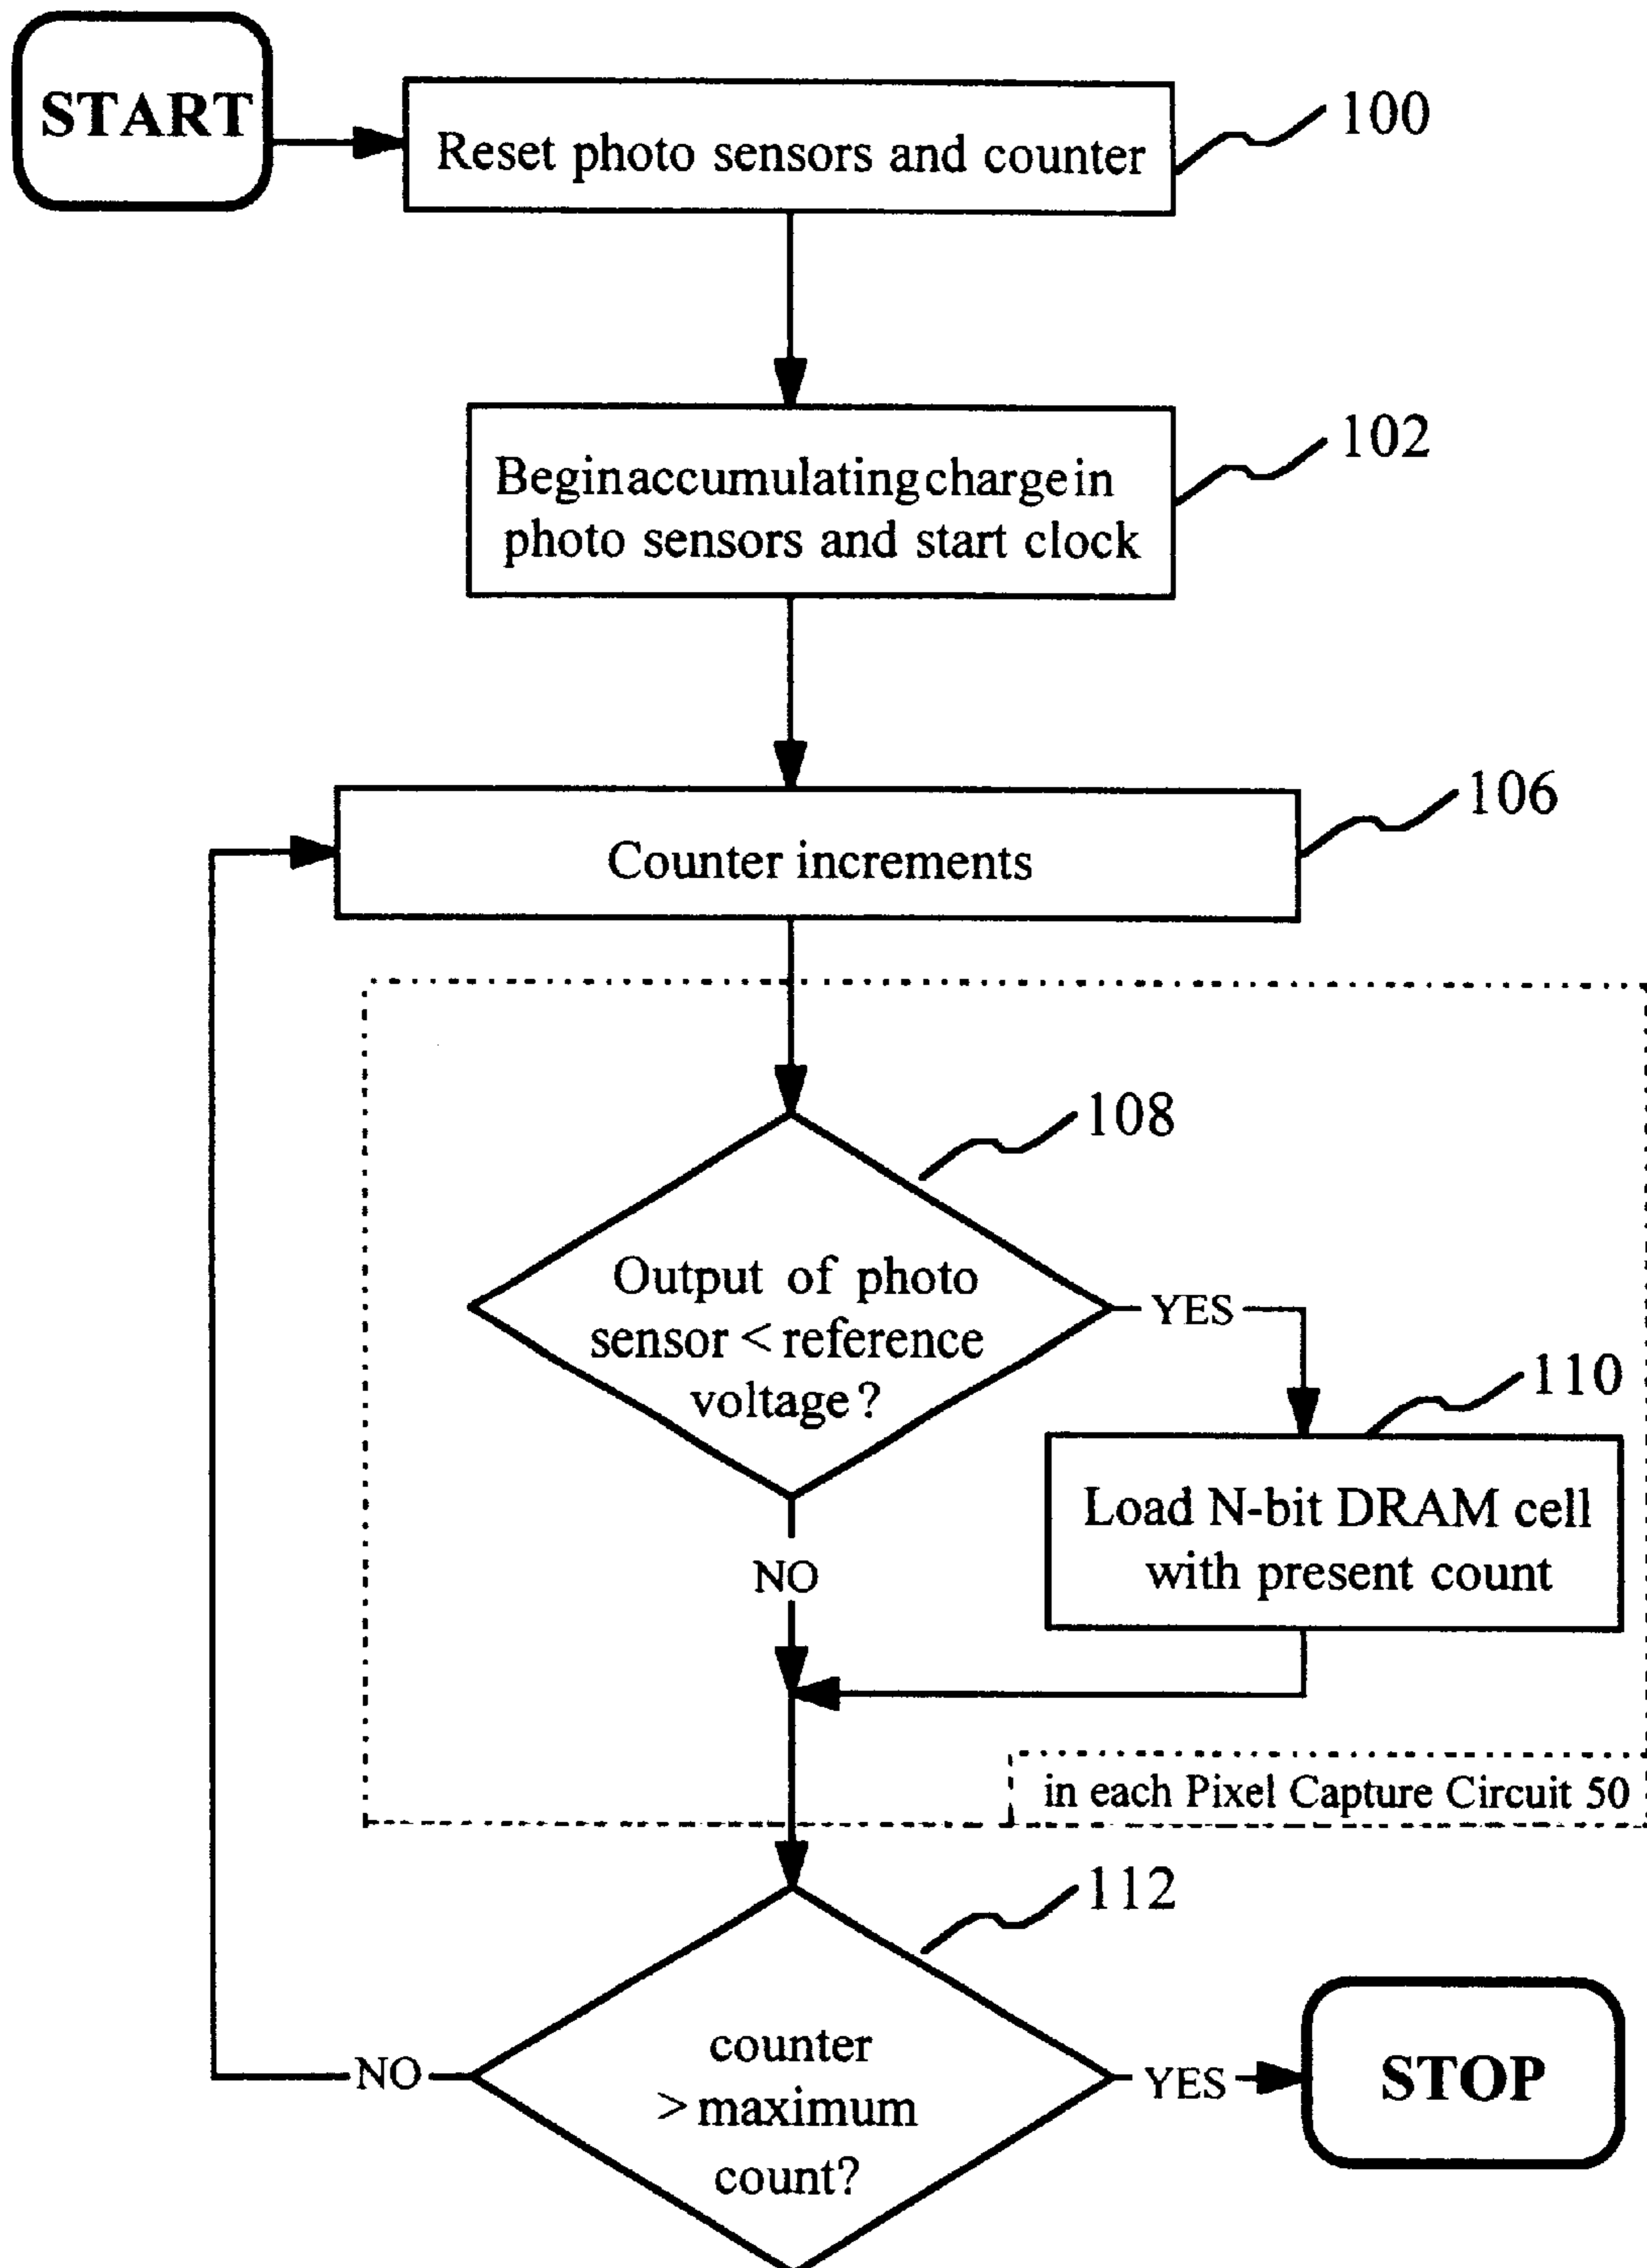 START
Reset photo sensors and counter
100
Begin accumulating charge in
photo sensors and start clock
102
Counter increments
106
108
Output of photo
sensor < reference
voltage?
YES
110
Load N-bit DRAM cell
with present count
NO
in each Pixel Capture Circuit 50
112
counter
> maximum
count?
NO
YES
STOP